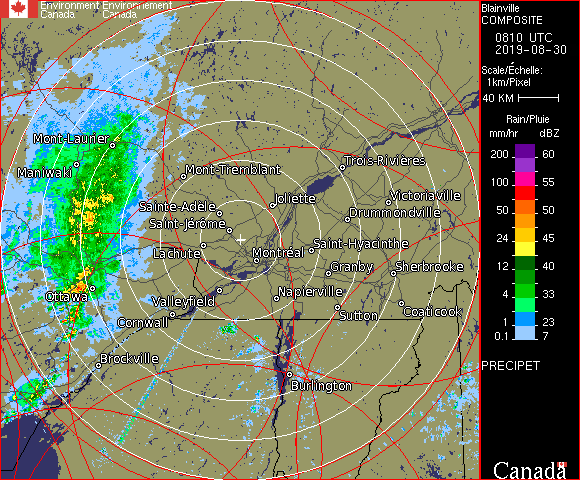 Environment Environnement
Canada Canada
Blainville
COMPOSITE
0810 UTC
2019-08-30
Scale/Échelle:
1km/Pixel
40 KM
Rain/Pluie
mm/hr dBZ
200 60
150 57
100 55
50 50
24 45
12 40
4 33
1 23
0.1 7
PRECIPET
Canada
Mont-Laurier
Maniwaki
Mont-Tremblant
Trois-Rivières
Joliette
Victoriaville
Sainte-Adèle
Drummondville
Saint-Jérôme
Lachute
Montréal
Saint-Hyacinthe
Granby
Sherbrooke
Ottawa
Valleyfield
Napierville
Cornwall
Sutton
Coaticook
Brockville
Burlington